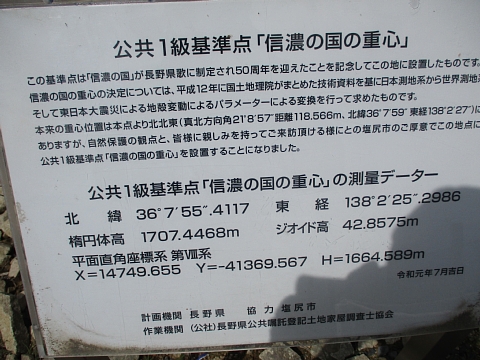 公共1級基準点「信濃の国の重心」
この基準点は「信濃の国」が長野県歌に制定され50周年を迎えたことを記念してこの地に設置したものです。
信濃の国の重心の決定については、平成12年に国土地理院がまとめた技術資料を基に日本測地系から世界測地
そして東日本大震災による地殻変動によるパラメーターによる変換を行って求めたものです。
本来の重心位置は本点より北北東(真北方向角21°8'57"距離118.566m、北緯36°7'59" 東経138°2'27")に
ありますが、自然保護の観点と、皆様に親しみを持ってご来訪頂ける様にとの塩尻市のご厚意でこの地点に
公共1級基準点「信濃の国の重心」を設置することになりました。
公共1級基準点「信濃の国の重心」の測量データー
北緯 36°7'55".4117 東経 138°2'25".2986
楕円体高 1707.4468m ジオイド高 42.8575m
平面直角座標系 第Ⅷ系
X=14749.655 Y=-41369.567 H=1664.589m
令和元年7月吉日
計画機関 長野県 協力 塩尻市
作業機関 (公社)長野県公共嘱託登記土地家屋調査士協会